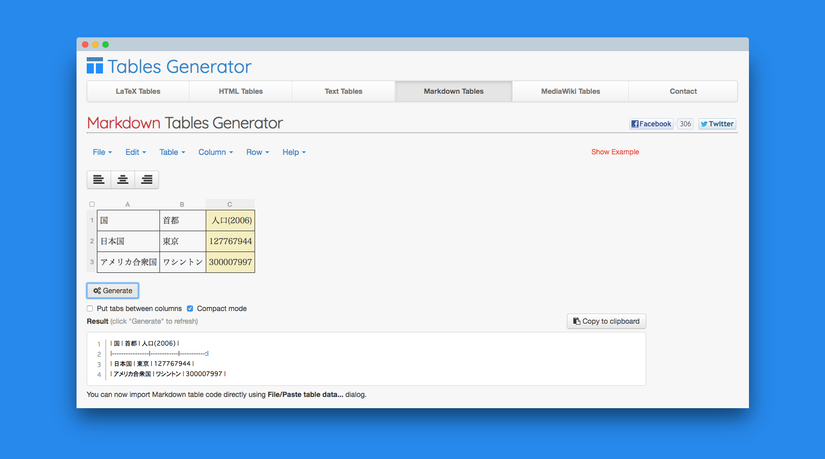 Tables Generator
LaTeX Tables HTML Tables Text Tables Markdown Tables MediaWiki Tables Contact
Markdown Tables Generator
Facebook 306 Twitter
File Edit Table Column Row Help Show Example
A B C
1 国 首都 人口(2006)
2 日本国 東京 127767944
3 アメリカ合衆国 ワシントン 300007997
Generate
Put tabs between columns Compact mode
Result (click "Generate" to refresh) Copy to clipboard
1 | 国 | 首都 | 人口(2006) |
2
3 | 日本国 | 東京 | 127767944 |
4 | アメリカ合衆国 | ワシントン | 300007997 |
You can now import Markdown table code directly using File/Paste table data... dialog.